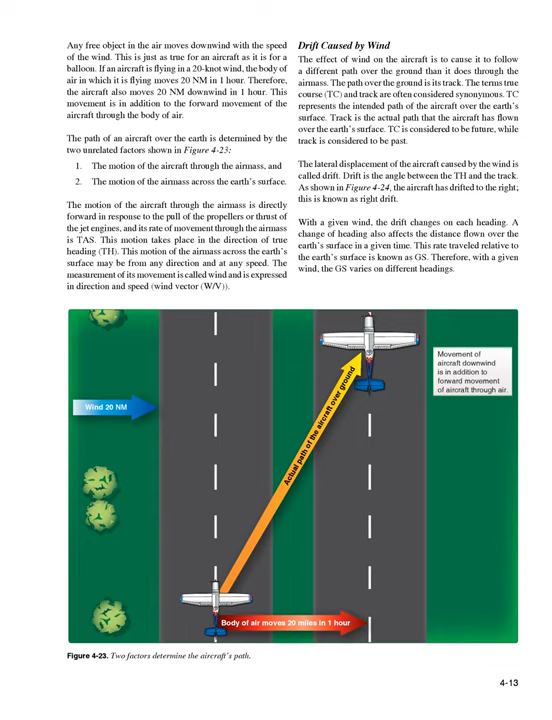 Any free object in the air moves downwind with the speed
of the wind. This is just as true for an aircraft as it is for a
balloon. If an aircraft is flying in a 20-knot wind, the body of
air in which it is flying moves 20 NM in 1 hour. Therefore,
the aircraft also moves 20 NM downwind in 1 hour. This
movement is in addition to the forward movement of the
aircraft through the body of air.
The path of an aircraft over the earth is determined by the
two unrelated factors shown in Figure 4-23:
1. The motion of the aircraft through the airmass, and
2. The motion of the airmass across the earth's surface.
The motion of the aircraft through the airmass is directly
forward in response to the pull of the propellers or thrust of
the jet engines, and its rate of movement through the airmass
is TAS. This motion takes place in the direction of true
heading (TH). This motion of the airmass across the earth's
surface may be from any direction and at any speed. The
measurement of its movement is called wind and is expressed
in direction and speed (wind vector (W/V)).
Drift Caused by Wind
The effect of wind on the aircraft is to cause it to follow
a different path over the ground than it does through the
airmass. The path over the ground is its track. The terms true
course (TC) and track are often considered synonymous. TC
represents the intended path of the aircraft over the earth's
surface. Track is the actual path that the aircraft has flown
over the earth's surface. TC is considered to be future, while
track is considered to be past.
The lateral displacement of the aircraft caused by the wind is
called drift. Drift is the angle between the TH and the track.
As shown in Figure 4-24, the aircraft has drifted to the right;
this is known as right drift.
With a given wind, the drift changes on each heading. A
change of heading also affects the distance flown over the
earth's surface in a given time. This rate traveled relative to
the earth's surface is known as GS. Therefore, with a given
wind, the GS varies on different headings.
Movement of
aircraft downwind
is in addition to
forward movement
of aircraft through air.
Wind 20 NM
Actual path of the aircraft over ground
Body of air moves 20 miles in 1 hour
Figure 4-23. Two factors determine the aircraft's path.
4-13